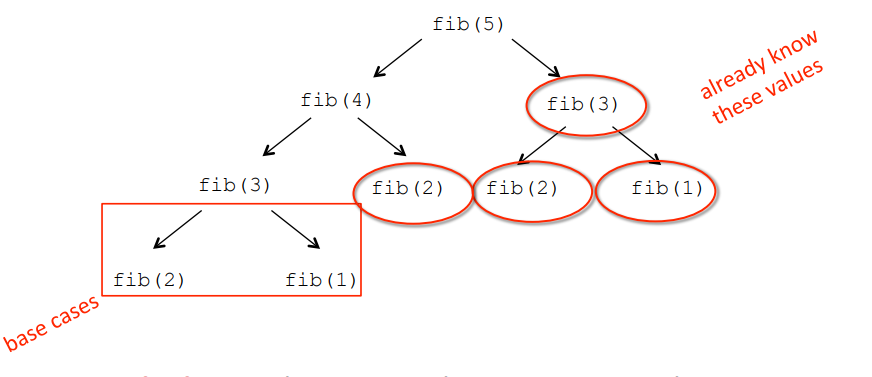 fib(5)
already know
these values
fib(4)
fib(3)
fib(3)
fib(2)
fib(2)
fib(1)
fib(2)
fib(1)
base cases